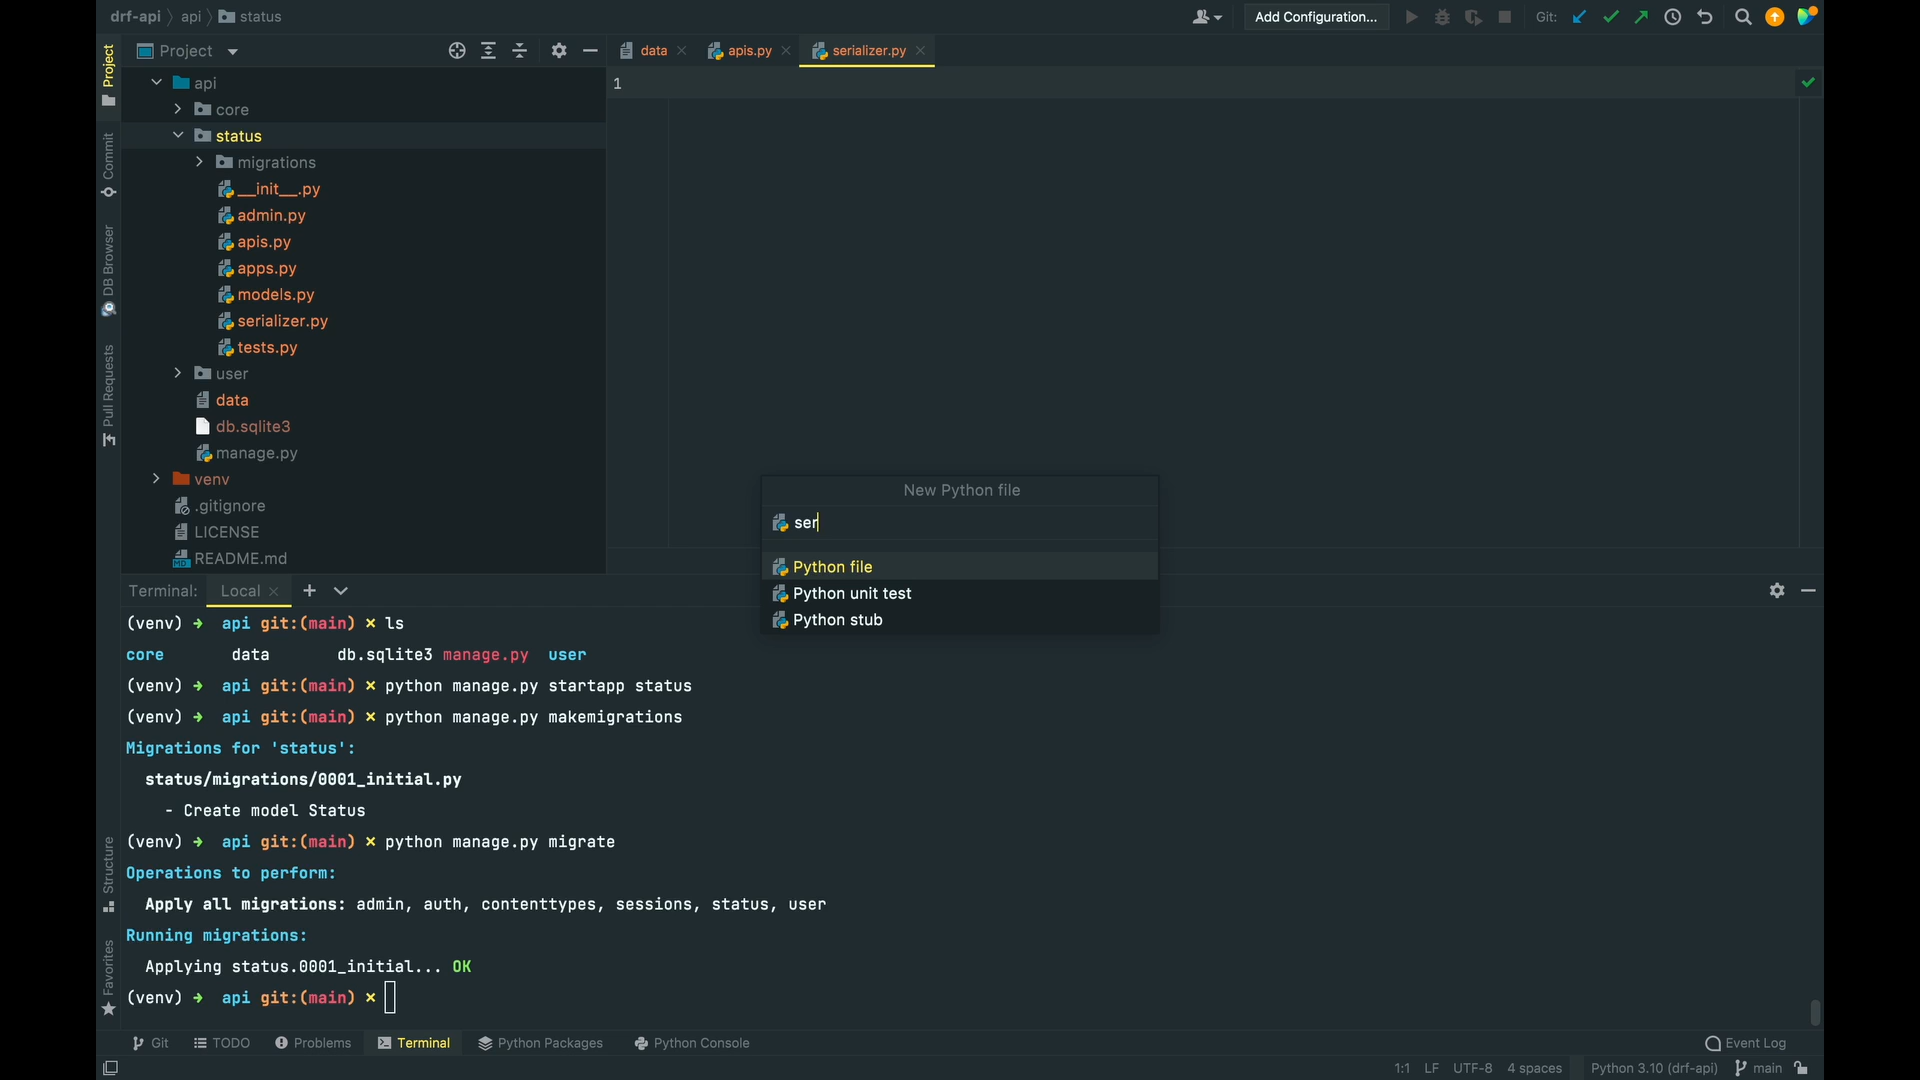 drf-api
api
status
Add Configuration...
Git:
Project
data
apis.py
serializer.py
Project
Commit
DB Browser
Pull Requests
Structure
Favorites
api
core
status
migrations
__init__.py
admin.py
apis.py
apps.py
models.py
serializer.py
tests.py
user
data
db.sqlite3
manage.py
venv
.gitignore
LICENSE
README.md
1
New Python file
ser
Python file
Python unit test
Python stub
Terminal: Local
(venv) → api git:(main) × ls
core data db.sqlite3 manage.py user
(venv) → api git:(main) × python manage.py startapp status
(venv) → api git:(main) × python manage.py makemigrations
Migrations for 'status':
status/migrations/0001_initial.py
- Create model Status
(venv) → api git:(main) × python manage.py migrate
Operations to perform:
Apply all migrations: admin, auth, contenttypes, sessions, status, user
Running migrations:
Applying status.0001_initial... OK
(venv) → api git:(main) ×
Git
TODO
Problems
Terminal
Python Packages
Python Console
Event Log
1:1 LF UTF-8 4 spaces Python 3.10 (drf-api) main